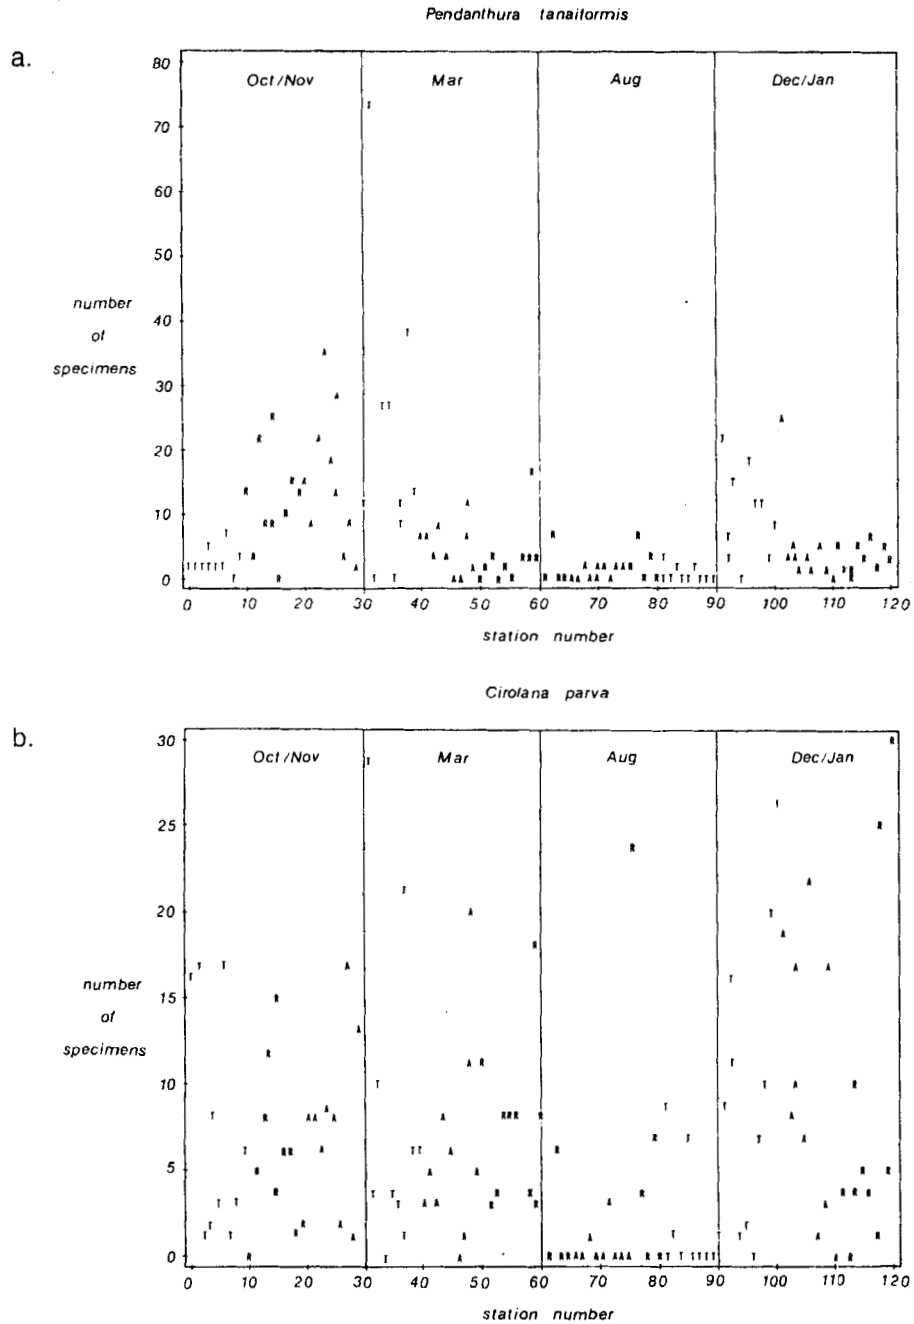 Pendanthura tanaiformis
a.
80
Oct/Nov Mar Aug Dec/Jan
70
60
50
number
of
specimens
40
30
20
10
0
0 10 20 30 40 50 60 70 80 90 100 110 120
station number
Cirolana parva
b.
30
Oct/Nov Mar Aug Dec/Jan
25
20
number
of
specimens
15
10
5
0
0 10 20 30 40 50 60 70 80 90 100 110 120
station number